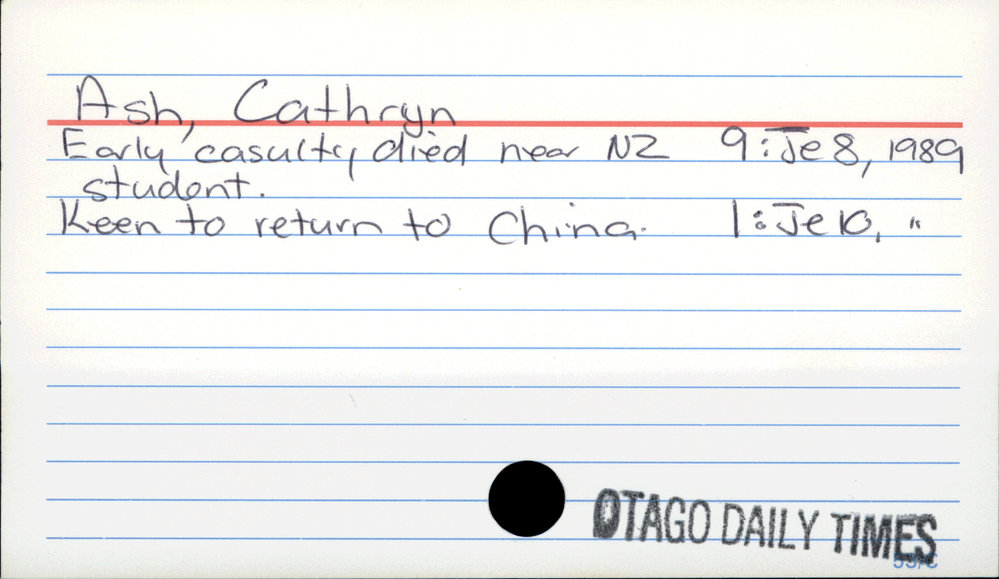 Ash, Cathryn
Early casulty died near NZ 9:Je 8, 1989
student.
Keen to return to China. 1:Je 10, "
OTAGO DAILY TIMES